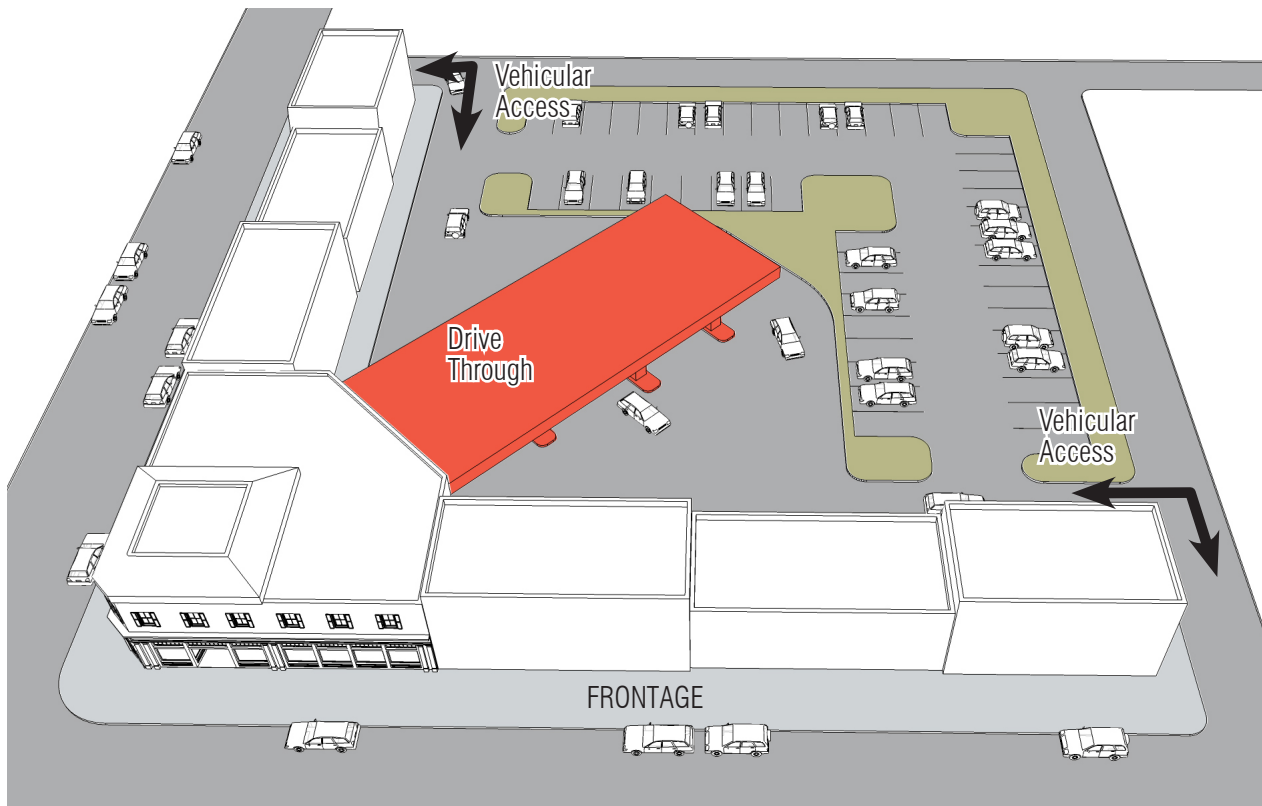 Vehicular
Access
Drive
Through
Vehicular
Access
FRONTAGE